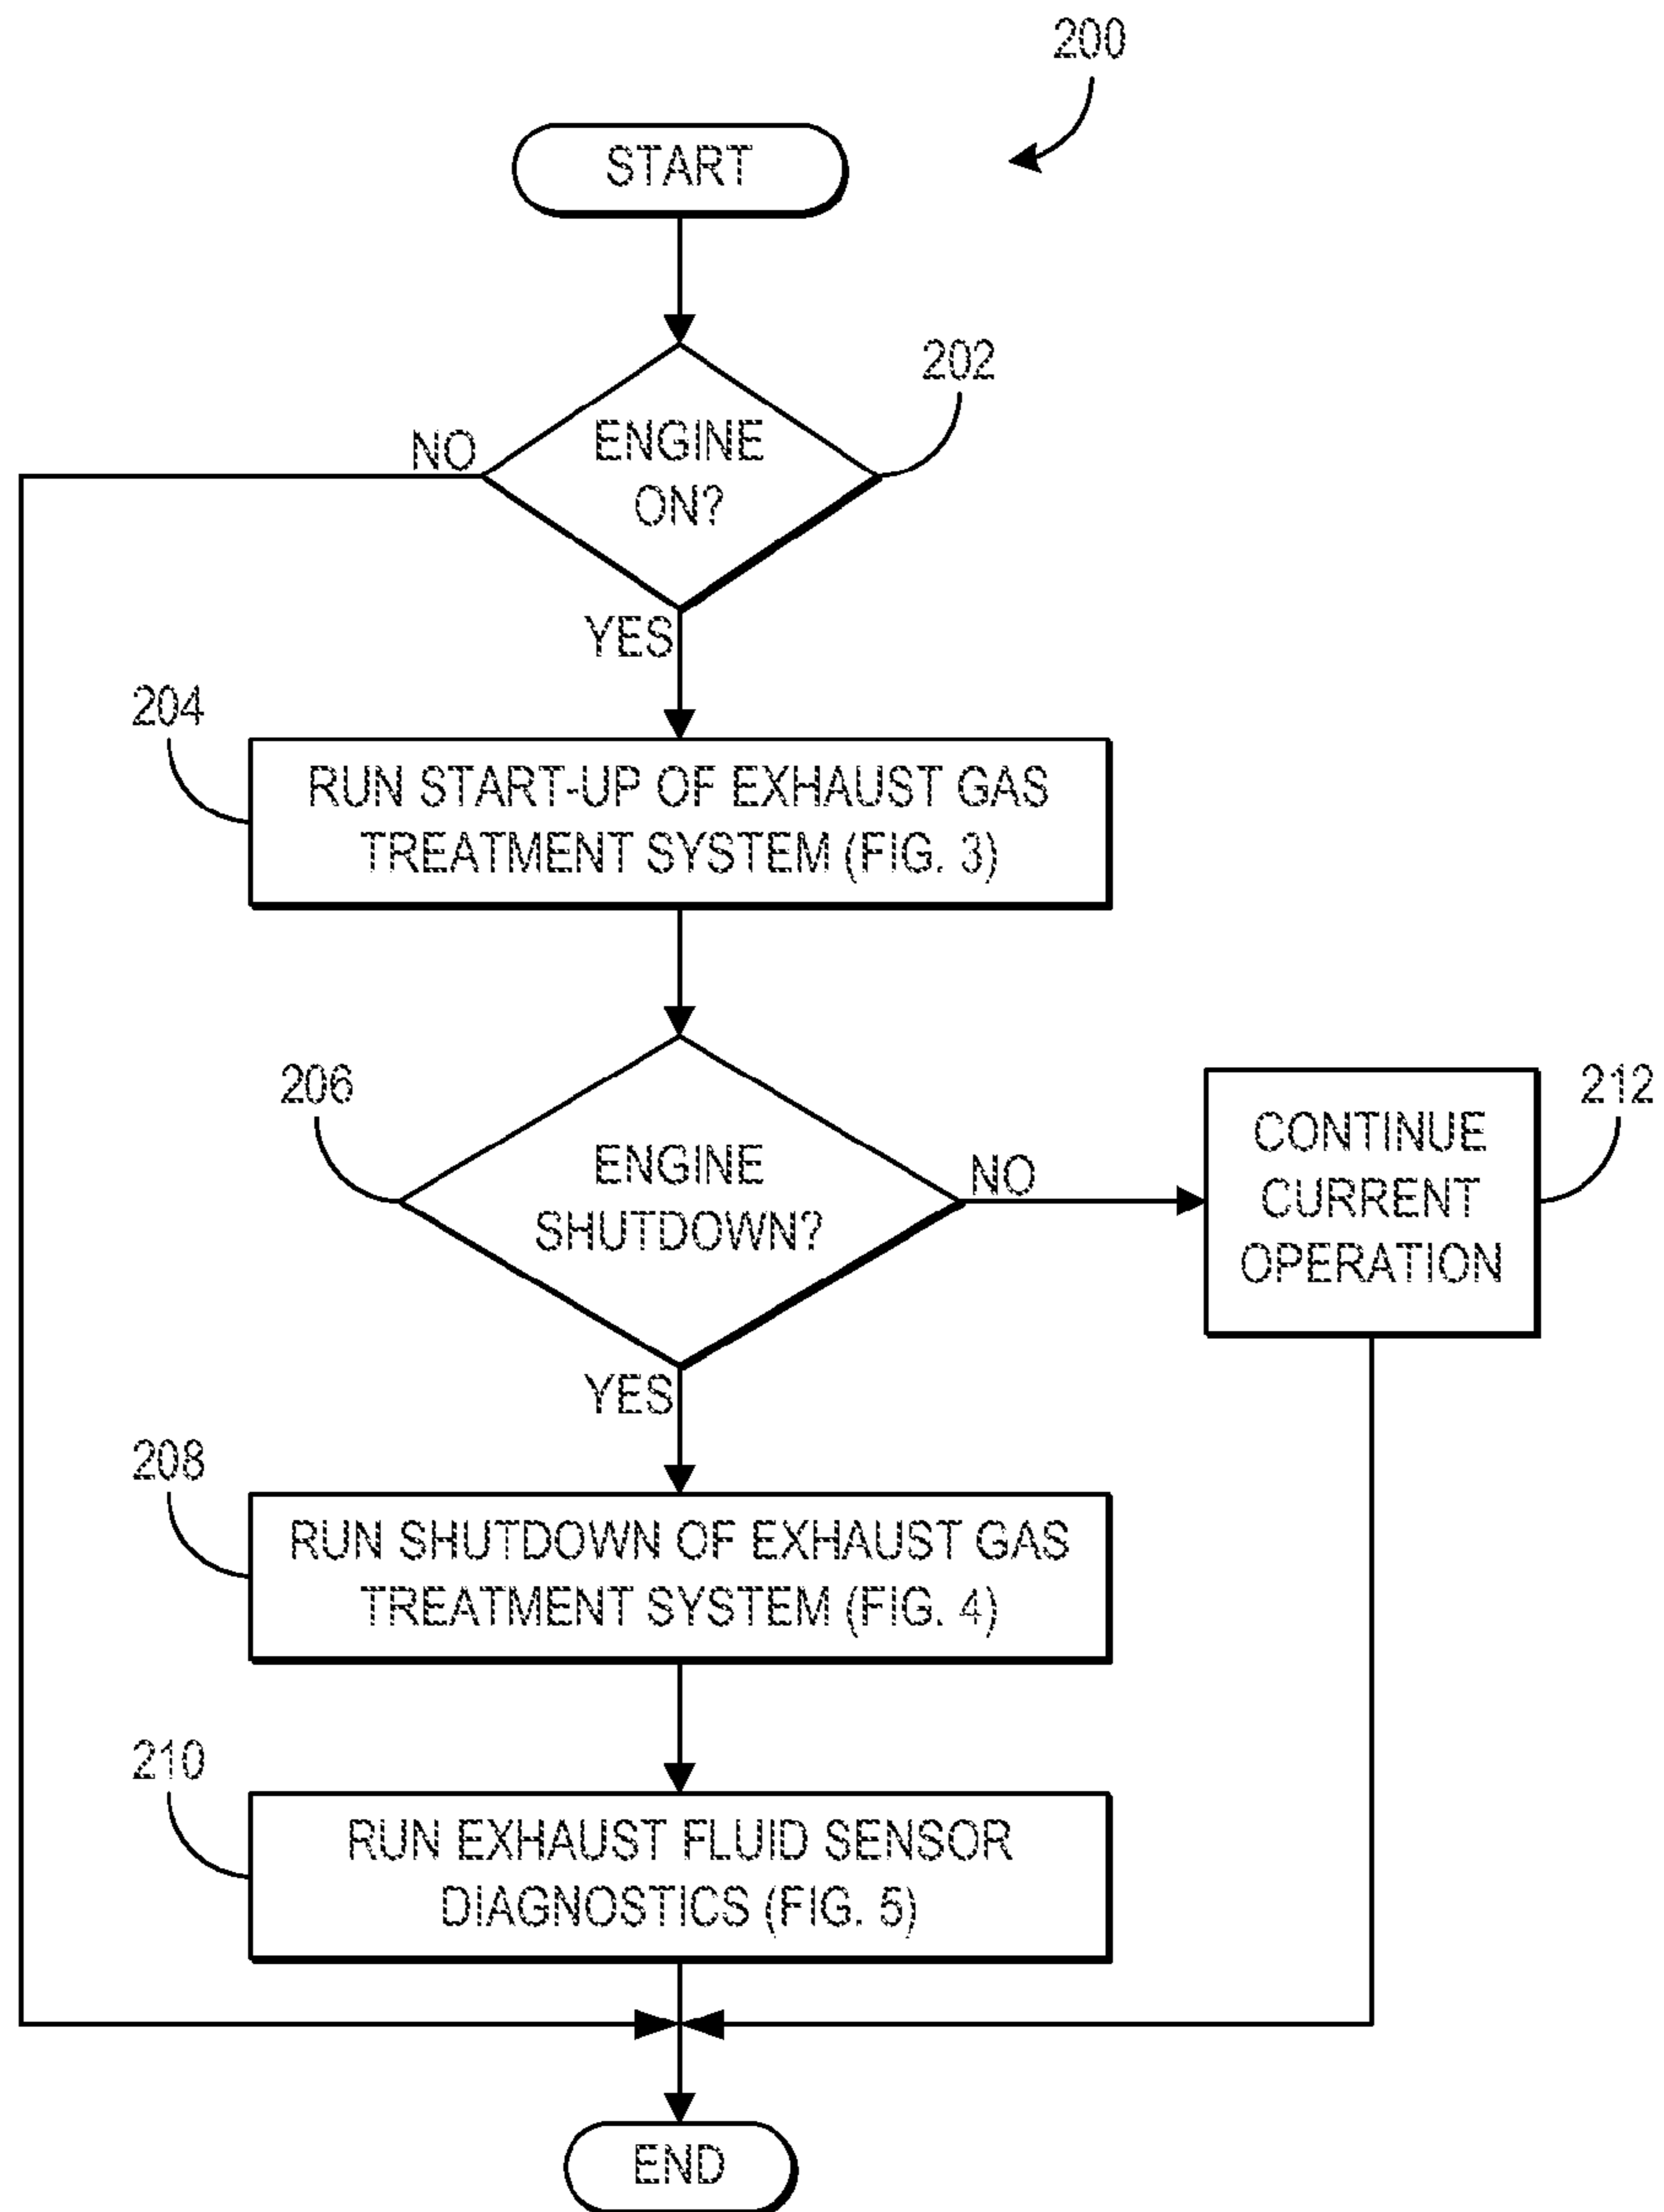 200
START
202
NO
ENGINE
ON?
YES
204
RUN START-UP OF EXHAUST GAS
TREATMENT SYSTEM (FIG. 3)
206
ENGINE
SHUTDOWN?
NO
CONTINUE
CURRENT
OPERATION
212
YES
208
RUN SHUTDOWN OF EXHAUST GAS
TREATMENT SYSTEM (FIG. 4)
210
RUN EXHAUST FLUID SENSOR
DIAGNOSTICS (FIG. 5)
END